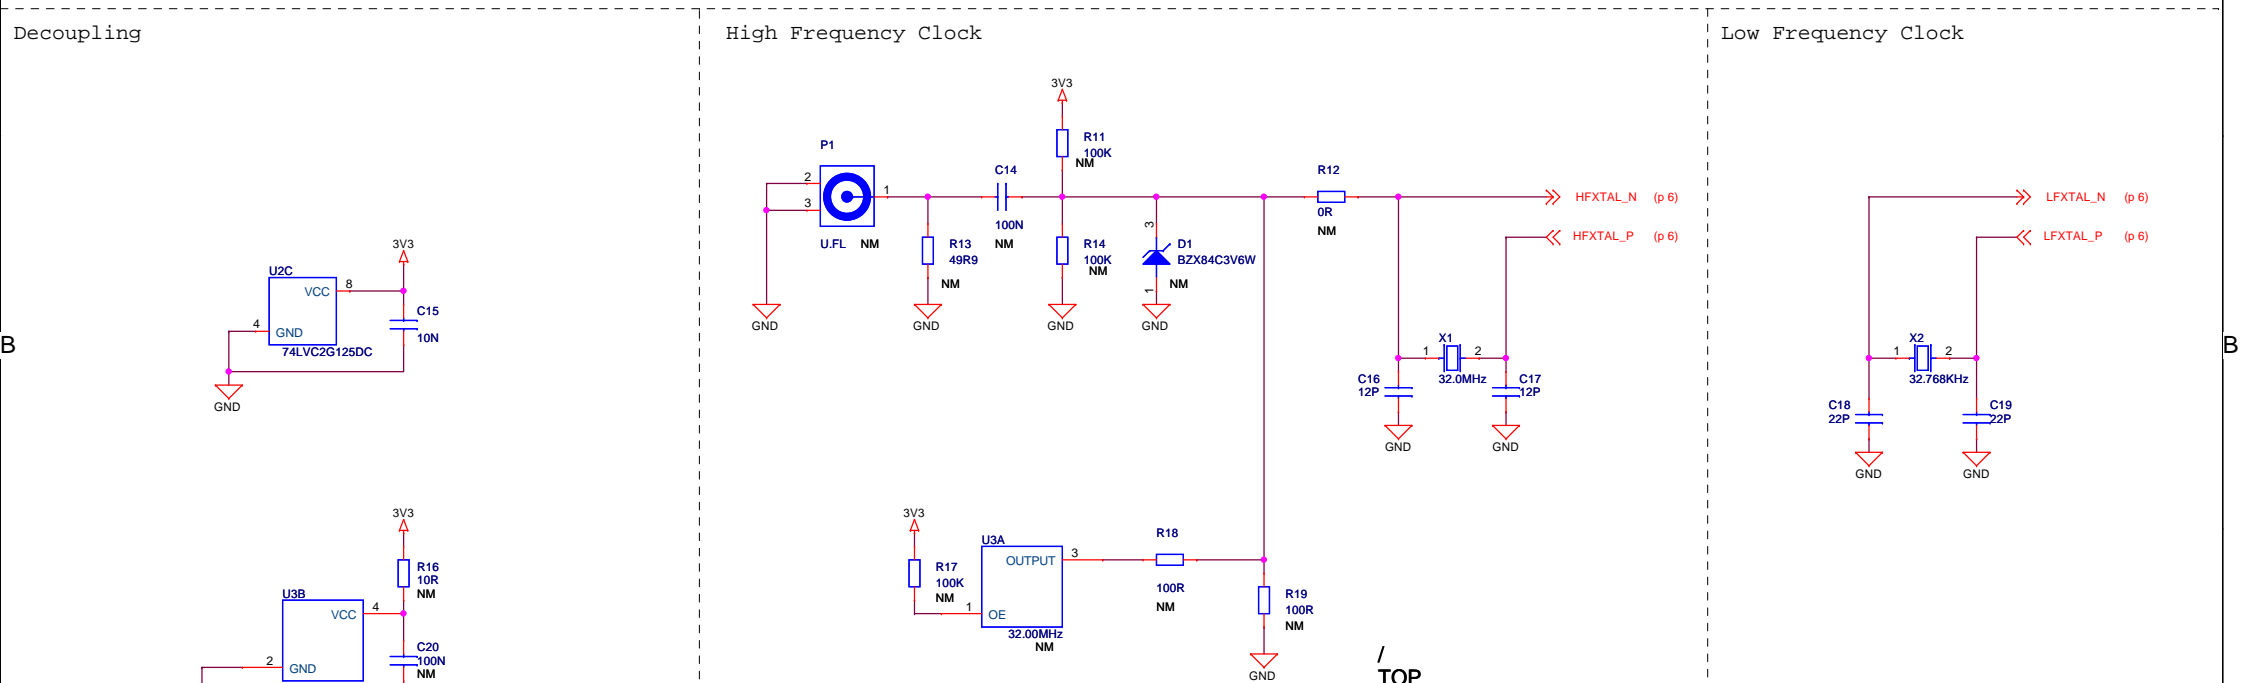 Decoupling
High Frequency Clock
Low Frequency Clock
3V3
P1
R11
100K
NM
C14
R12
2
1
3
HFXTAL_N (p 6)
LFXTAL_N (p 6)
0R
NM
100N
NM
3
U.FL NM
R13
49R9
NM
R14
100K
NM
D1
BZX84C3V6W
NM
1
HFXTAL_P (p 6)
LFXTAL_P (p 6)
3V3
U2C
VCC
8
C15
10N
4
GND
74LVC2G125DC
GND
GND
GND
GND
GND
B
B
X1
1
2
32.0MHz
C16
12P
C17
12P
GND
GND
X2
1
2
32.768KHz
C18
22P
C19
22P
GND
GND
3V3
R16
10R
NM
U3B
VCC
4
2
GND
C20
100N
NM
3V3
R17
100K
NM
U3A
OUTPUT
3
1
OE
32.00MHz
NM
R18
100R
NM
R19
100R
NM
GND
/
TOP